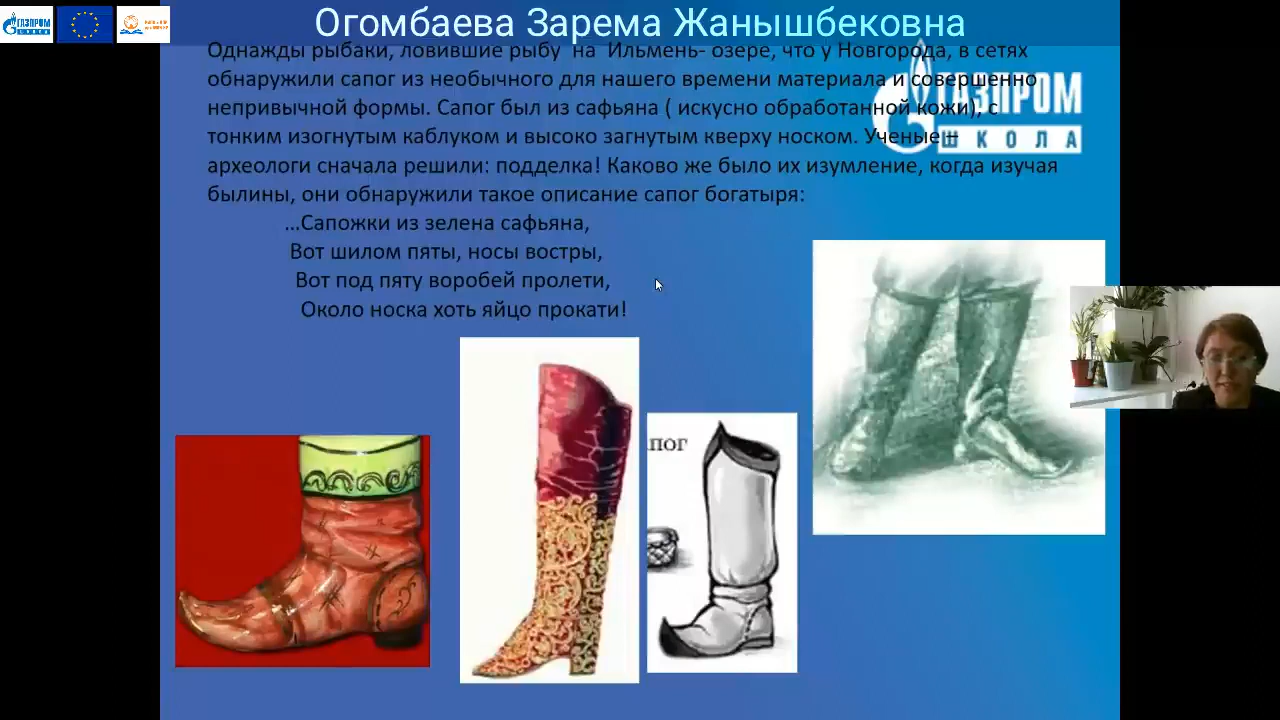 ГАЗПРОМ
ШКОЛА
Огомбаева Зарема Жанышбековна
Однажды рыбаки, ловившие рыбу на Ильмень- озере, что у Новгорода, в сетях
обнаружили сапог из необычного для нашего времени материала и совершенно
непривычной формы. Сапог был из сафьяна ( искусно обработанной кожи), с
тонким изогнутым каблуком и высоко загнутым кверху носком. Ученые –
археологи сначала решили: подделка! Каково же было их изумление, когда изучая
былины, они обнаружили такое описание сапог богатыря:
…Сапожки из зелена сафьяна,
Вот шилом пяты, носы востры,
Вот под пяту воробей пролети,
Около носка хоть яйцо прокати!
ГАЗПРОМ
ШКОЛА
апог